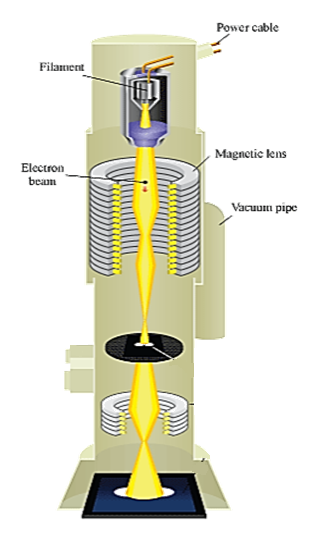 Power cable
Filament
Magnetic lens
Electron
beam
Vacuum pipe